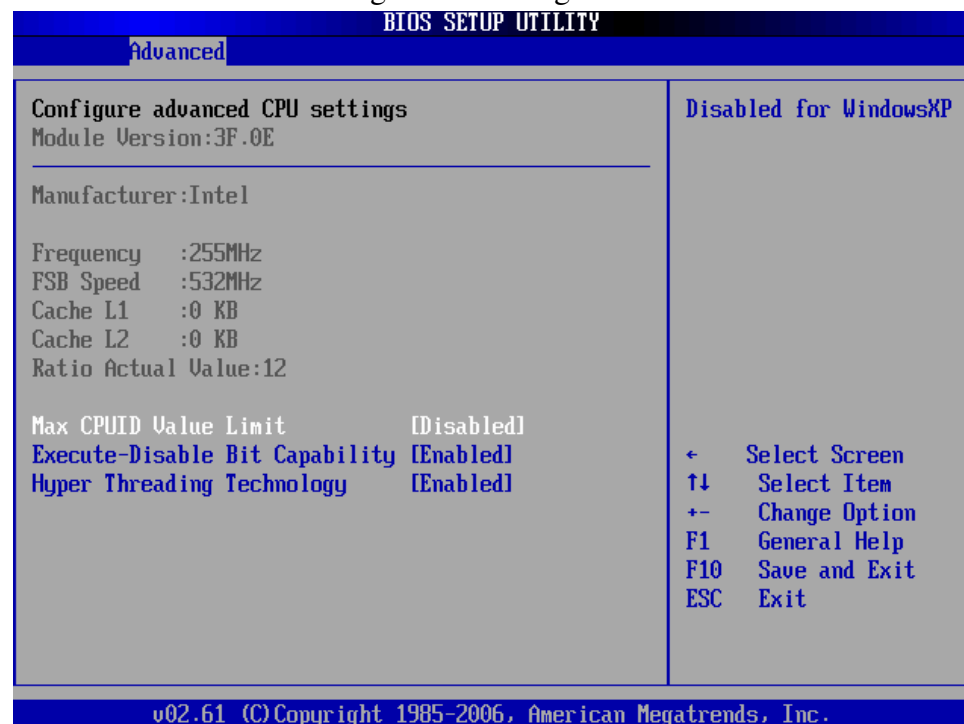 BIOS SETUP UTILITY
Advanced
Configure advanced CPU settings
Module Version:3F.0E
Manufacturer:Intel
Frequency :255MHz
FSB Speed :532MHz
Cache L1 :0 KB
Cache L2 :0 KB
Ratio Actual Value:12
Max CPUID Value Limit [Disabled]
Execute-Disable Bit Capability [Enabled]
Hyper Threading Technology [Enabled]
Disabled for WindowsXP
← Select Screen
↑↓ Select Item
+- Change Option
F1 General Help
F10 Save and Exit
ESC Exit
v02.61 (C)Copyright 1985-2006, American Megatrends, Inc.